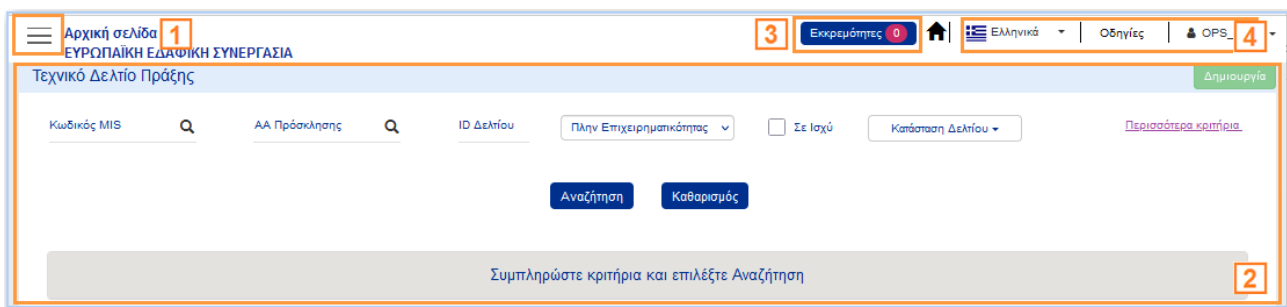 Αρχική σελίδα 1 3 Εκκρεμότητες 0 Ελληνικά Οδηγίες OPS_ 4
ΕΥΡΩΠΑΪΚΗ ΕΔΑΦΙΚΗ ΣΥΝΕΡΓΑΣΙΑ
Τεχνικό Δελτίο Πράξης Δημιουργία
Κωδικός MIS ΑΑ Πρόσκλησης ID Δελτίου Πλην Επιχειρηματικότητας Σε Ισχύ Κατάσταση Δελτίου Περισσότερα κριτήρια
Αναζήτηση Καθαρισμός
Συμπληρώστε κριτήρια και επιλέξτε Αναζήτηση 2